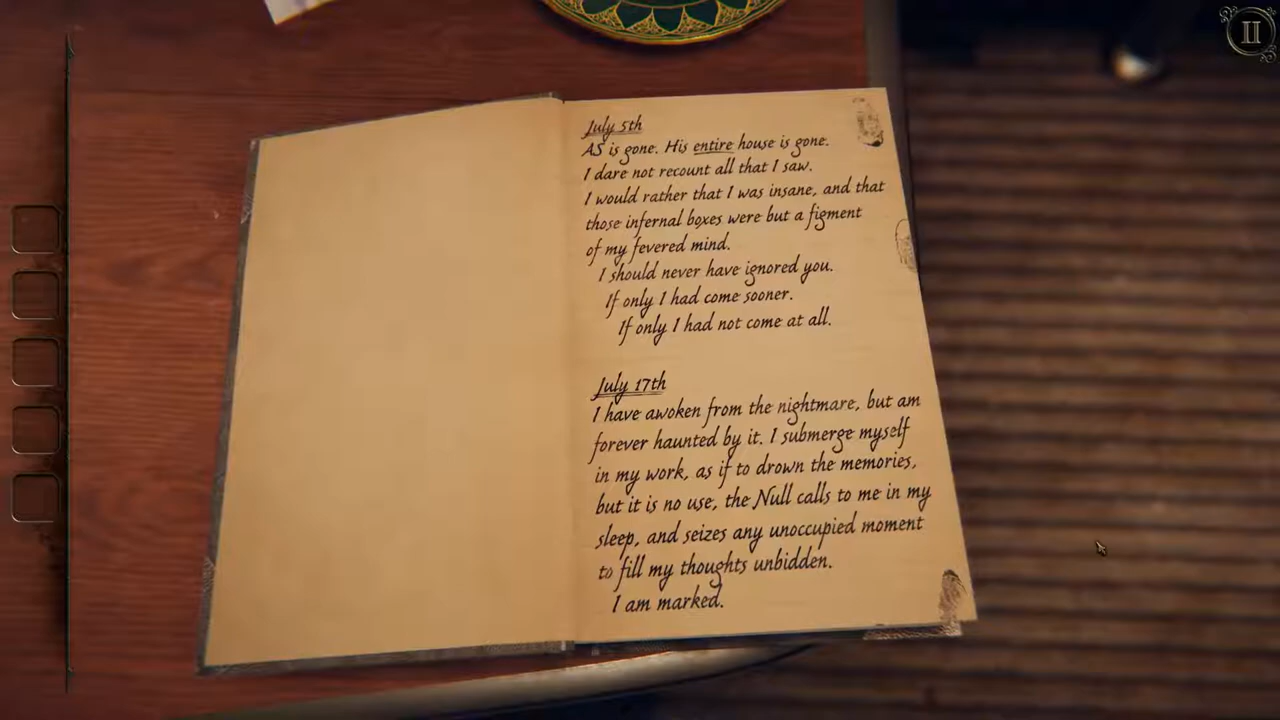 July 5th
AS is gone. His entire house is gone.
I dare not recount all that I saw.
I would rather that I was insane, and that
those infernal boxes were but a figment
of my fevered mind.
I should never have ignored you.
If only I had come sooner.
If only I had not come at all.
July 17th
I have awoken from the nightmare, but am
forever haunted by it. I submerge myself
in my work, as if to drown the memories,
but it is no use, the Null calls to me in my
sleep, and seizes any unoccupied moment
to fill my thoughts unbidden.
I am marked.